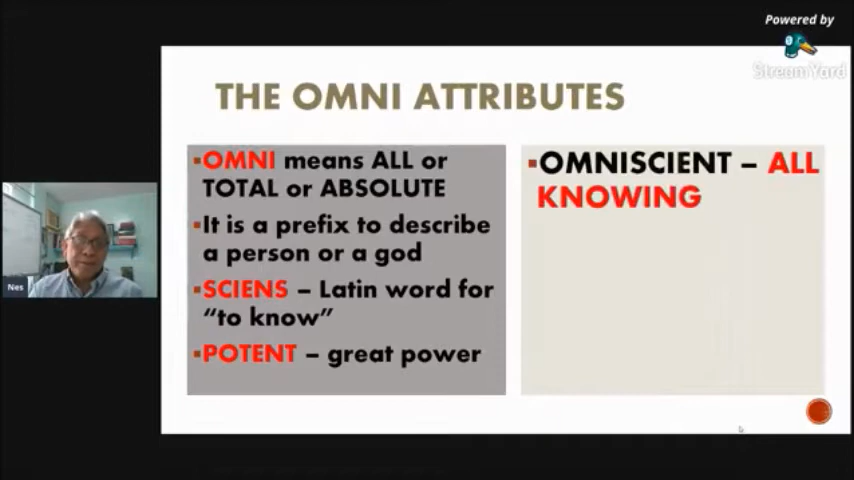 Powered by
StreamYard
THE OMNI ATTRIBUTES
▪OMNI means ALL or
TOTAL or ABSOLUTE
▪It is a prefix to describe
a person or a god
▪SCIENS – Latin word for
“to know”
▪POTENT – great power
▪OMNISCIENT – ALL
KNOWING
Nes